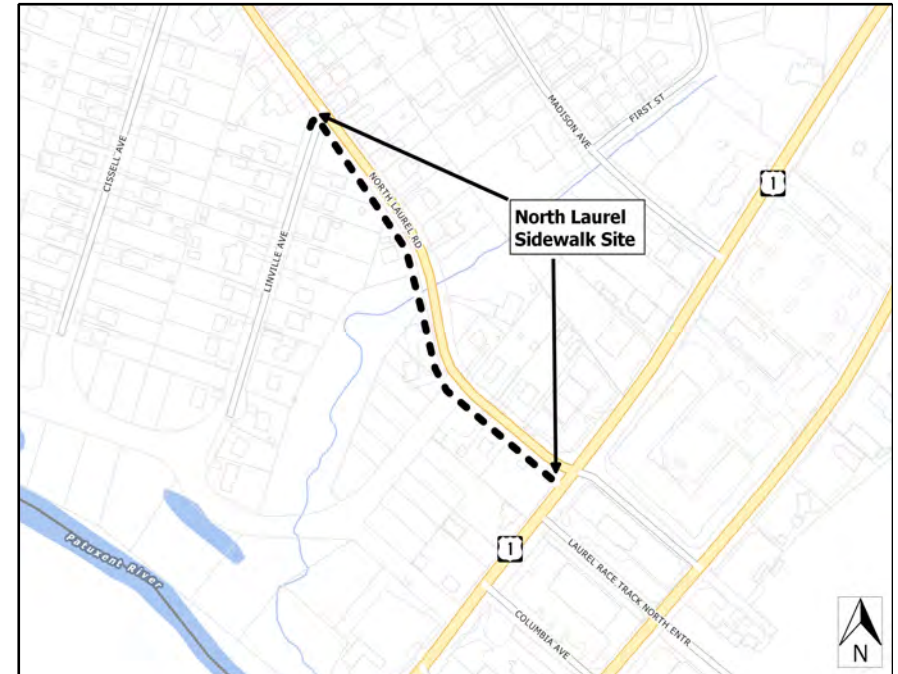 CISSELL AVE
LINVILLE AVE
NORTH LAUREL RD
MADISON AVE
FIRST ST
1
North Laurel
Sidewalk Site
1
LAUREL RACE TRACK NORTH ENTR
COLUMBIA AVE
Patuxent River
N